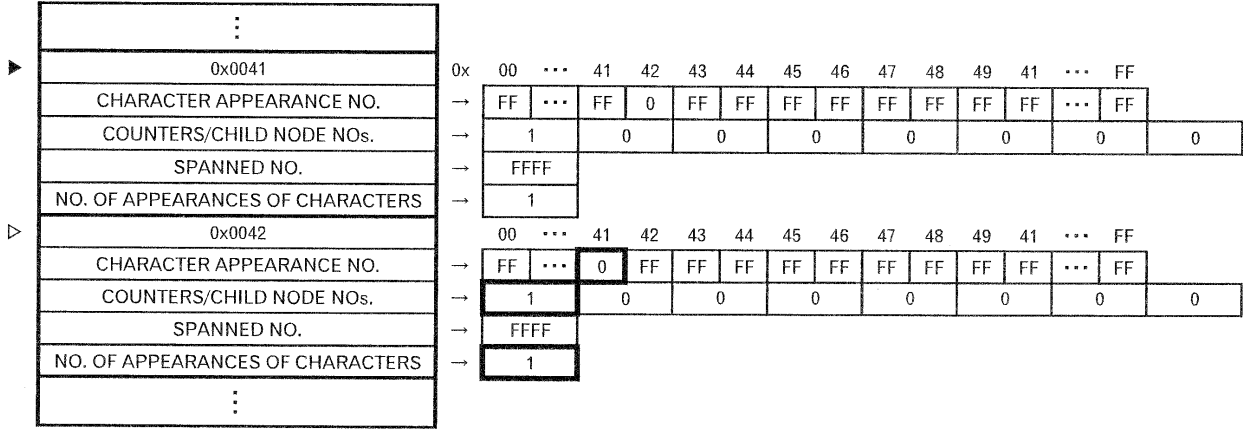 ⋮
▶ 0x0041 0x 00 ··· 41 42 43 44 45 46 47 48 49 41 ··· FF
CHARACTER APPEARANCE NO. → FF ··· FF 0 FF FF FF FF FF FF FF FF ··· FF
COUNTERS/CHILD NODE NOs. → 1 0 0 0 0 0 0 0
SPANNED NO. → FFFF
NO. OF APPEARANCES OF CHARACTERS → 1
▷ 0x0042 00 ··· 41 42 43 44 45 46 47 48 49 41 ··· FF
CHARACTER APPEARANCE NO. → FF ··· 0 FF FF FF FF FF FF FF FF FF ··· FF
COUNTERS/CHILD NODE NOs. → 1 0 0 0 0 0 0 0
SPANNED NO. → FFFF
NO. OF APPEARANCES OF CHARACTERS → 1
⋮